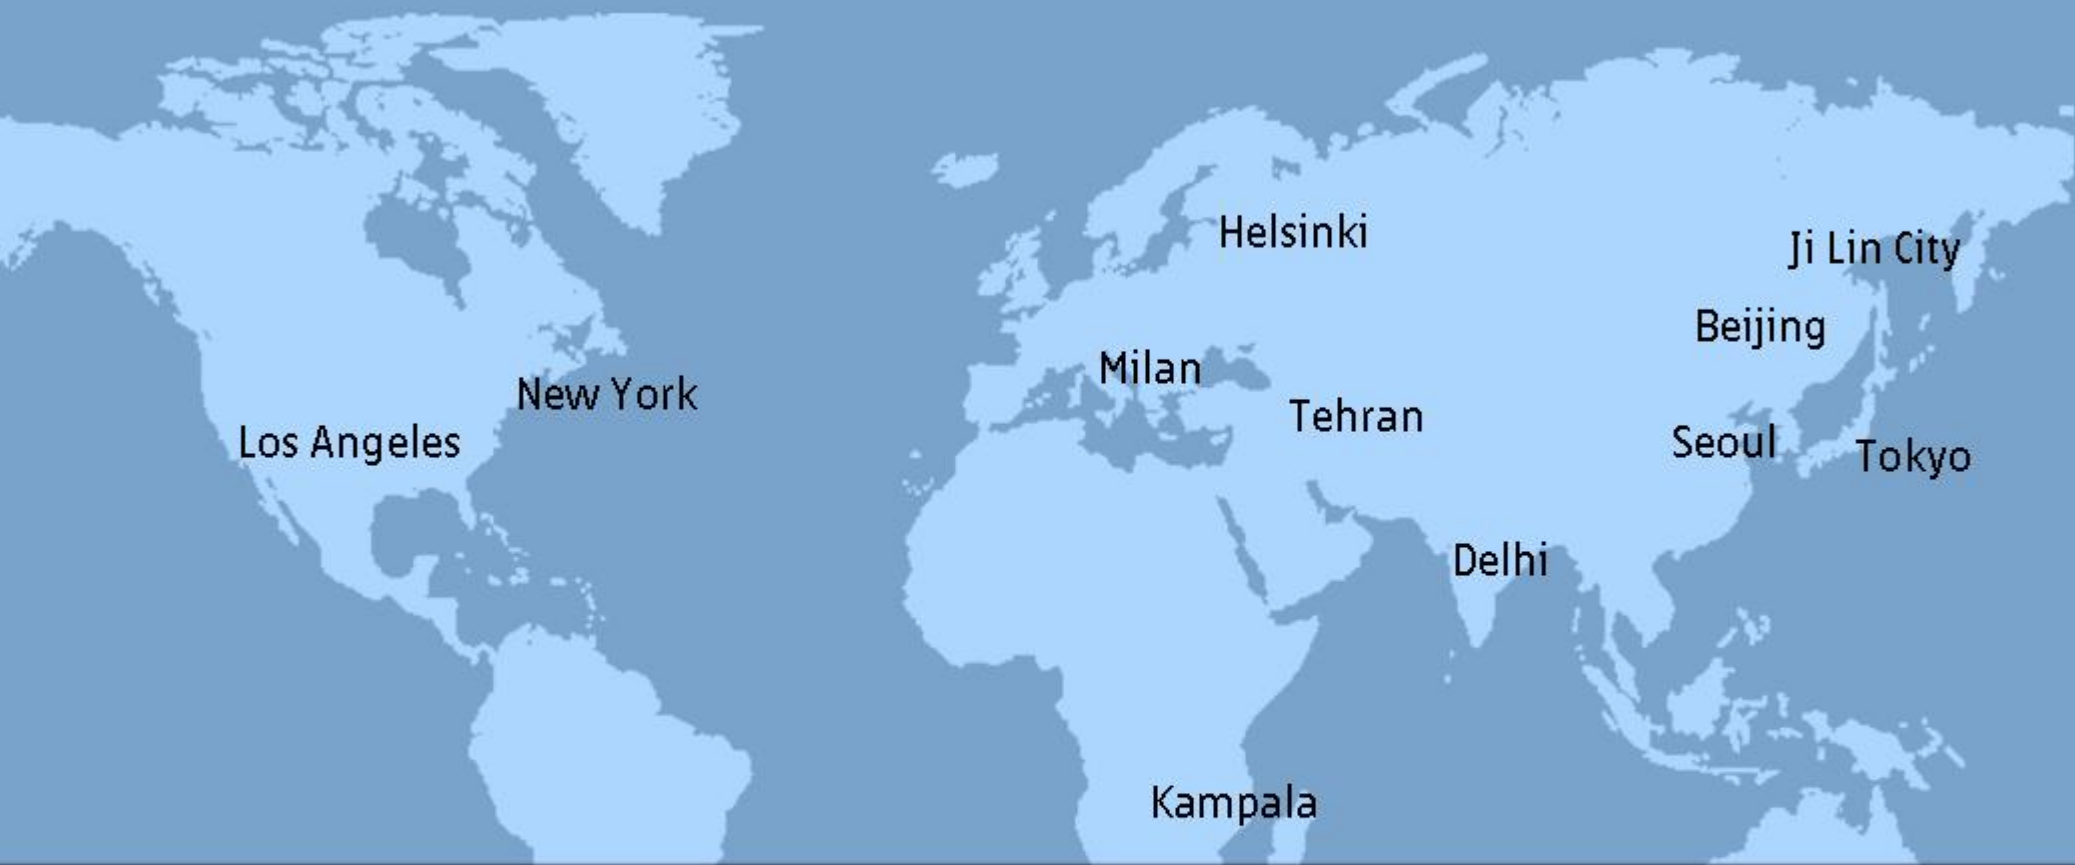 Helsinki
Ji Lin City
Beijing
Milan
New York
Tehran
Los Angeles
Seoul
Tokyo
Delhi
Kampala